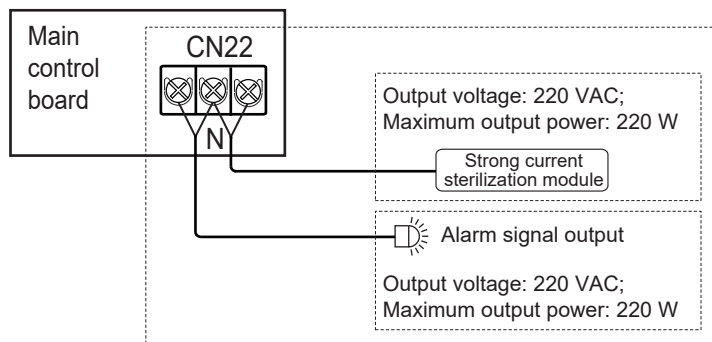 Main
control
board
CN22
N
Output voltage: 220 VAC;
Maximum output power: 220 W
Strong current
sterilization module
Alarm signal output
Output voltage: 220 VAC;
Maximum output power: 220 W